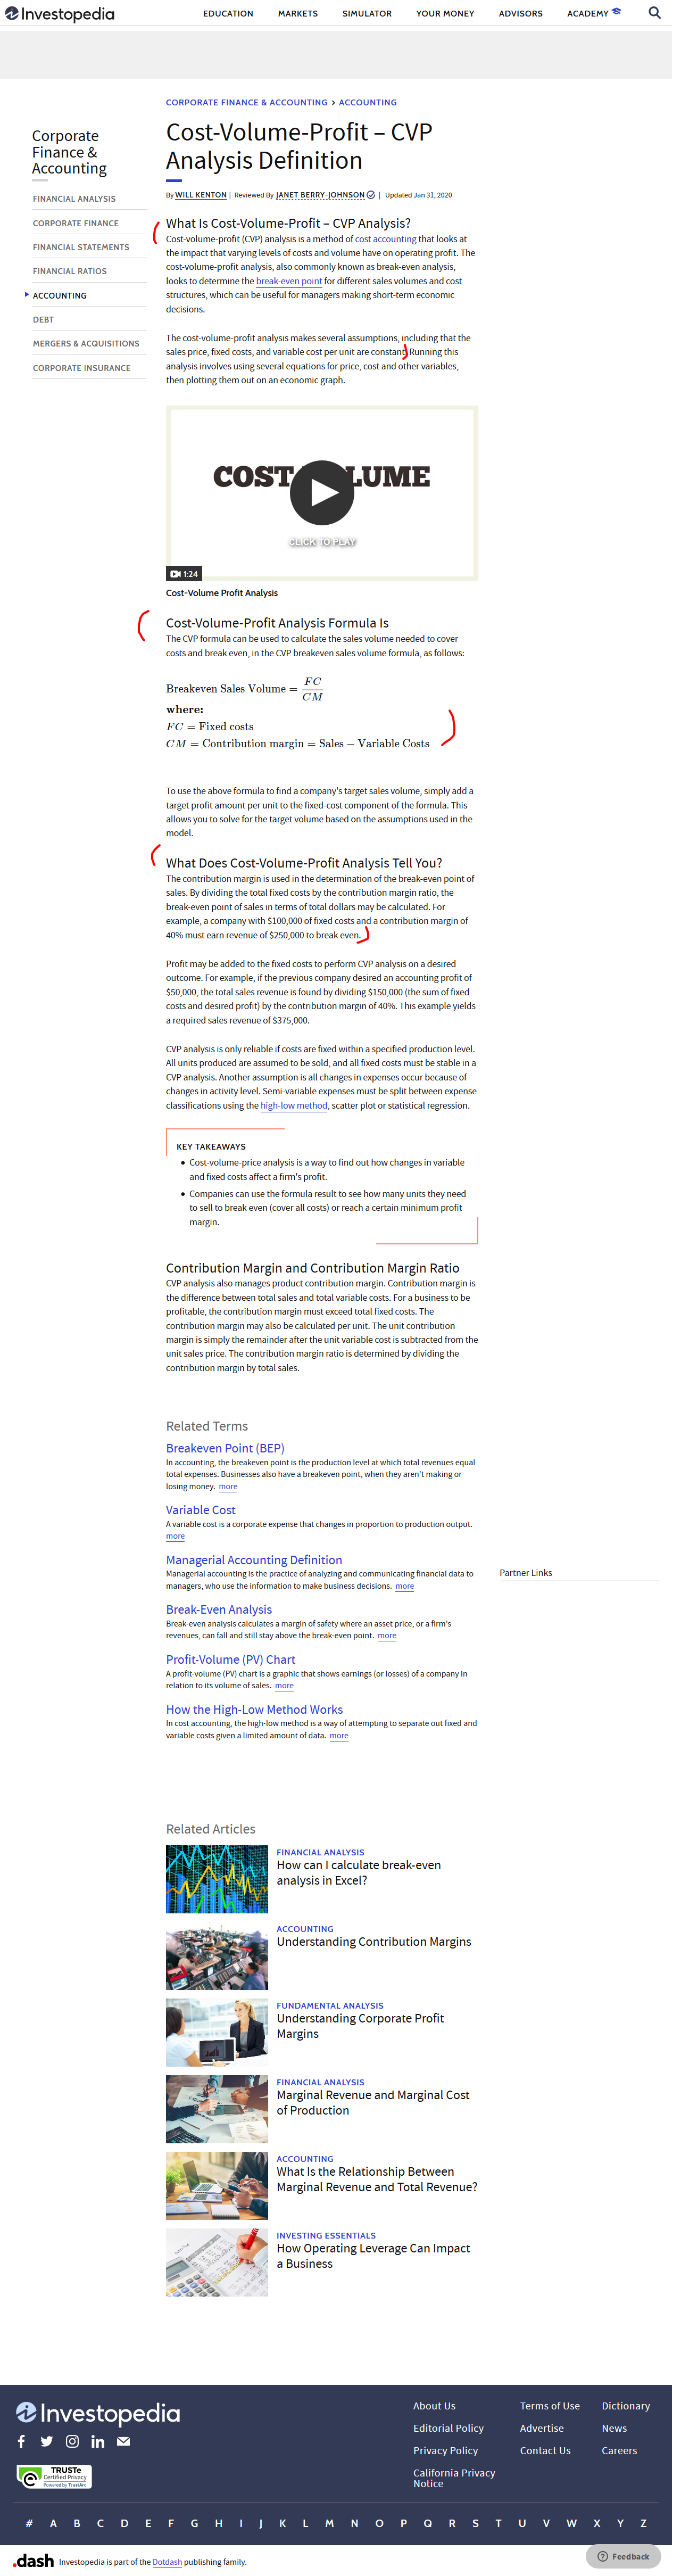 Investopedia
EDUCATION MARKETS SIMULATOR YOUR MONEY ADVISORS ACADEMY
CORPORATE FINANCE & ACCOUNTING › ACCOUNTING
Corporate
Finance &
Accounting
FINANCIAL ANALYSIS
CORPORATE FINANCE
FINANCIAL STATEMENTS
FINANCIAL RATIOS
ACCOUNTING
DEBT
MERGERS & ACQUISITIONS
CORPORATE INSURANCE
Cost-Volume-Profit – CVP
Analysis Definition
By WILL KENTON | Reviewed By JANET BERRY-JOHNSON | Updated Jan 31, 2020
What Is Cost-Volume-Profit – CVP Analysis?
Cost-volume-profit (CVP) analysis is a method of cost accounting that looks at
the impact that varying levels of costs and volume have on operating profit. The
cost-volume-profit analysis, also commonly known as break-even analysis,
looks to determine the break-even point for different sales volumes and cost
structures, which can be useful for managers making short-term economic
decisions.
The cost-volume-profit analysis makes several assumptions, including that the
sales price, fixed costs, and variable cost per unit are constant. Running this
analysis involves using several equations for price, cost and other variables,
then plotting them out on an economic graph.
CLICK TO PLAY
1:24
Cost-Volume Profit Analysis
Cost-Volume-Profit Analysis Formula Is
The CVP formula can be used to calculate the sales volume needed to cover
costs and break even, in the CVP breakeven sales volume formula, as follows:
Breakeven Sales Volume = FC
CM
where:
FC = Fixed costs
CM = Contribution margin = Sales − Variable Costs
To use the above formula to find a company's target sales volume, simply add a
target profit amount per unit to the fixed-cost component of the formula. This
allows you to solve for the target volume based on the assumptions used in the
model.
What Does Cost-Volume-Profit Analysis Tell You?
The contribution margin is used in the determination of the break-even point of
sales. By dividing the total fixed costs by the contribution margin ratio, the
break-even point of sales in terms of total dollars may be calculated. For
example, a company with $100,000 of fixed costs and a contribution margin of
40% must earn revenue of $250,000 to break even.
Profit may be added to the fixed costs to perform CVP analysis on a desired
outcome. For example, if the previous company desired an accounting profit of
$50,000, the total sales revenue is found by dividing $150,000 (the sum of fixed
costs and desired profit) by the contribution margin of 40%. This example yields
a required sales revenue of $375,000.
CVP analysis is only reliable if costs are fixed within a specified production level.
All units produced are assumed to be sold, and all fixed costs must be stable in a
CVP analysis. Another assumption is all changes in expenses occur because of
changes in activity level. Semi-variable expenses must be split between expense
classifications using the high-low method, scatter plot or statistical regression.
KEY TAKEAWAYS
• Cost-volume-price analysis is a way to find out how changes in variable
and fixed costs affect a firm's profit.
• Companies can use the formula result to see how many units they need
to sell to break even (cover all costs) or reach a certain minimum profit
margin.
Contribution Margin and Contribution Margin Ratio
CVP analysis also manages product contribution margin. Contribution margin is
the difference between total sales and total variable costs. For a business to be
profitable, the contribution margin must exceed total fixed costs. The
contribution margin may also be calculated per unit. The unit contribution
margin is simply the remainder after the unit variable cost is subtracted from the
unit sales price. The contribution margin ratio is determined by dividing the
contribution margin by total sales.
Related Terms
Breakeven Point (BEP)
In accounting, the breakeven point is the production level at which total revenues equal
total expenses. Businesses also have a breakeven point, when they aren't making or
losing money. more
Variable Cost
A variable cost is a corporate expense that changes in proportion to production output.
more
Managerial Accounting Definition
Managerial accounting is the practice of analyzing and communicating financial data to
managers, who use the information to make business decisions. more
Break-Even Analysis
Break-even analysis calculates a margin of safety where an asset price, or a firm's
revenues, can fall and still stay above the break-even point. more
Profit-Volume (PV) Chart
A profit-volume (PV) chart is a graphic that shows earnings (or losses) of a company in
relation to its volume of sales. more
How the High-Low Method Works
In cost accounting, the high-low method is a way of attempting to separate out fixed and
variable costs given a limited amount of data. more
Partner Links
Related Articles
FINANCIAL ANALYSIS
How can I calculate break-even
analysis in Excel?
ACCOUNTING
Understanding Contribution Margins
FUNDAMENTAL ANALYSIS
Understanding Corporate Profit
Margins
FINANCIAL ANALYSIS
Marginal Revenue and Marginal Cost
of Production
ACCOUNTING
What Is the Relationship Between
Marginal Revenue and Total Revenue?
INVESTING ESSENTIALS
How Operating Leverage Can Impact
a Business
Investopedia
TRUSTe
Certified Privacy
Powered by TrustArc
About Us Terms of Use Dictionary
Editorial Policy Advertise News
Privacy Policy Contact Us Careers
California Privacy
Notice
# A B C D E F G H I J K L M N O P Q R S T U V W X Y Z
.dash Investopedia is part of the Dotdash publishing family.
Feedback